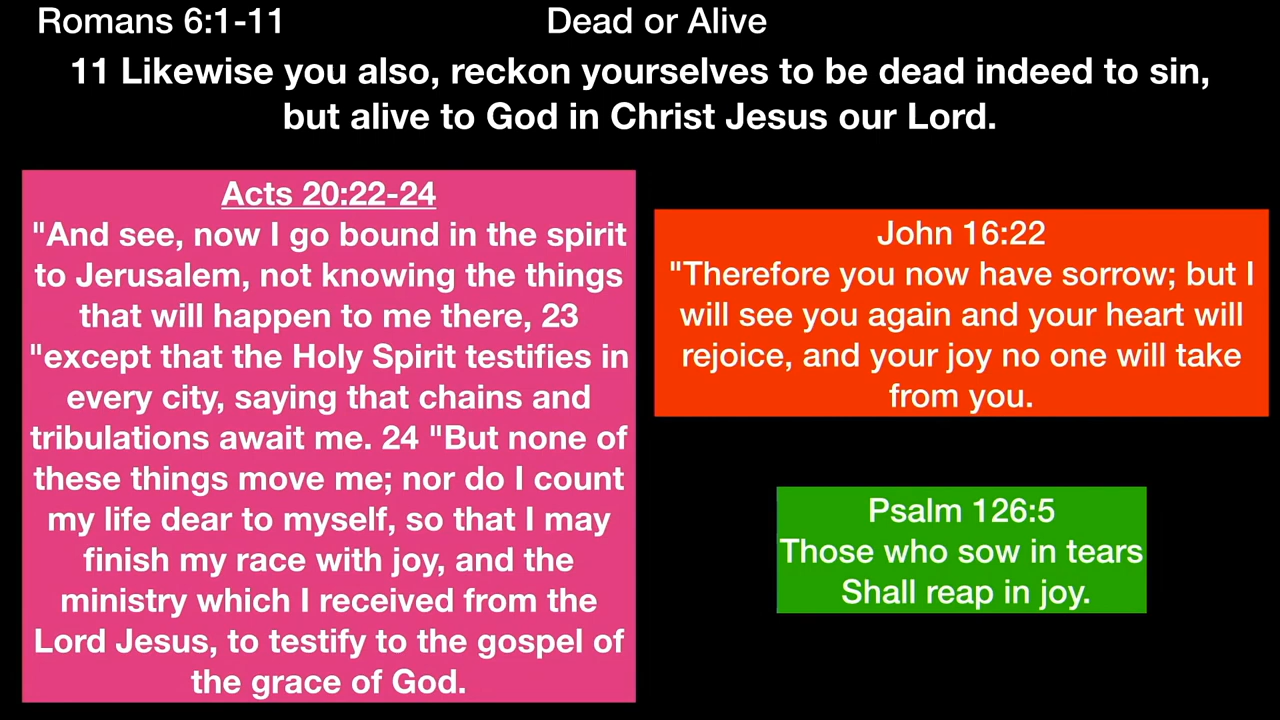 Romans 6:1-11
Dead or Alive
11 Likewise you also, reckon yourselves to be dead indeed to sin,
but alive to God in Christ Jesus our Lord.
Acts 20:22-24
"And see, now I go bound in the spirit
to Jerusalem, not knowing the things
that will happen to me there, 23
"except that the Holy Spirit testifies in
every city, saying that chains and
tribulations await me. 24 "But none of
these things move me; nor do I count
my life dear to myself, so that I may
finish my race with joy, and the
ministry which I received from the
Lord Jesus, to testify to the gospel of
the grace of God.
John 16:22
"Therefore you now have sorrow; but I
will see you again and your heart will
rejoice, and your joy no one will take
from you.
Psalm 126:5
Those who sow in tears
Shall reap in joy.